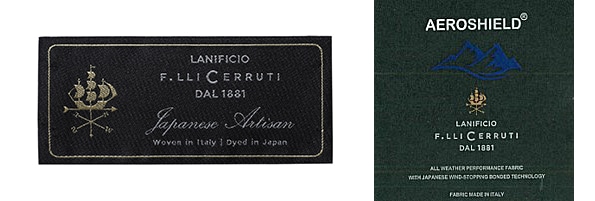 LANIFICIO
F.LLI CERRUTI
DAL 1881
Japanese Artisan
Woven in Italy | Dyed in Japan
AEROSHIELD®
LANIFICIO
F.LLI CERRUTI
DAL 1881
ALL WEATHER PERFORMANCE FABRIC
WITH JAPANESE WIND-STOPPING BONDED TECHNOLOGY
FABRIC MADE IN ITALY